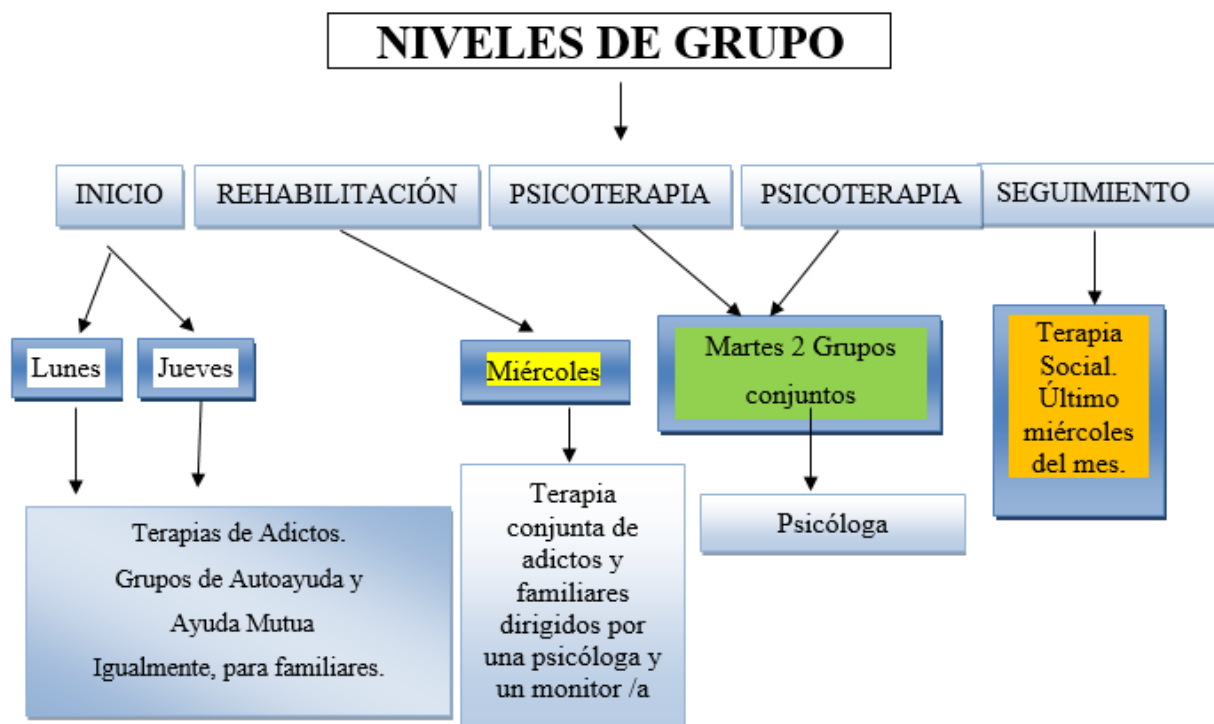 NIVELES DE GRUPO
INICIO
REHABILITACIÓN
PSICOTERAPIA
PSICOTERAPIA
SEGUIMIENTO
Lunes
Jueves
Miércoles
Martes 2 Grupos
conjuntos
Terapia
Social.
Último
miércoles
del mes.
Terapias de Adictos.
Grupos de Autoayuda y
Ayuda Mutua
Igualmente, para familiares.
Terapia
conjunta de
adictos y
familiares
dirigidos por
una psicóloga y
un monitor /a
Psicóloga